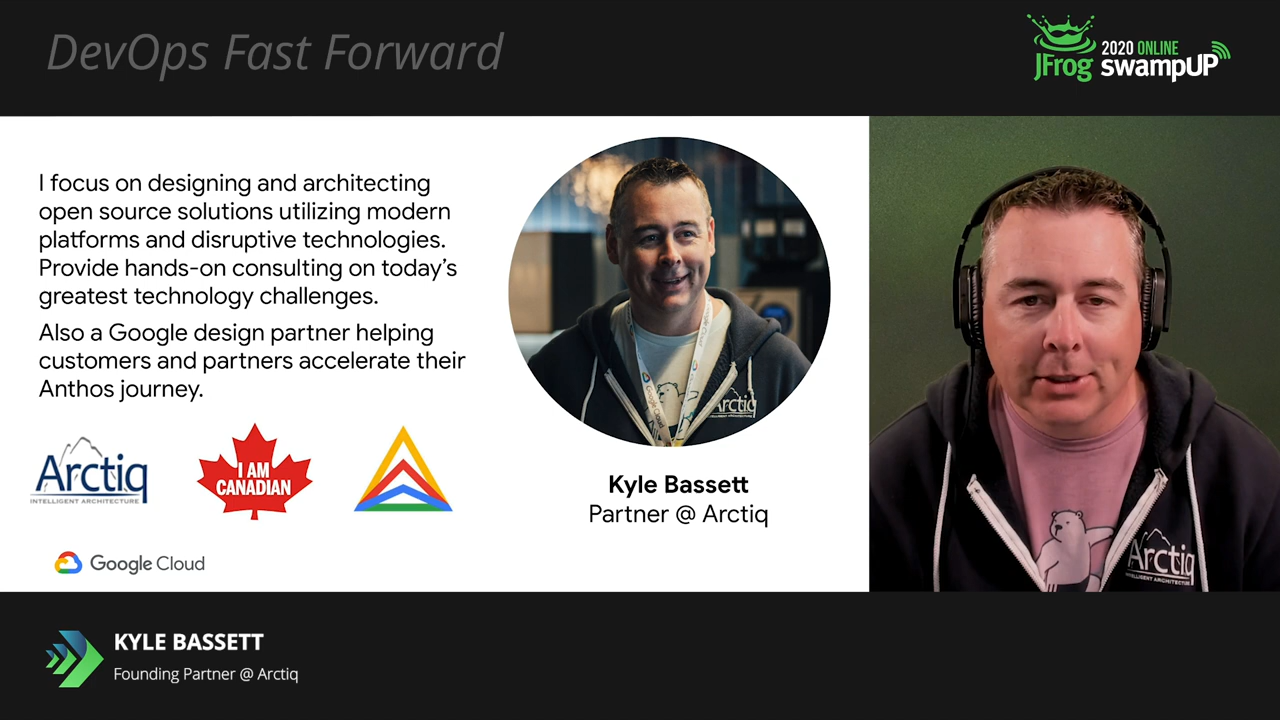 DevOps Fast Forward
2020 ONLINE
JFrog swampUP
I focus on designing and architecting
open source solutions utilizing modern
platforms and disruptive technologies.
Provide hands-on consulting on today's
greatest technology challenges.
Also a Google design partner helping
customers and partners accelerate their
Anthos journey.
Arctiq
INTELLIGENT ARCHITECTURE
I AM
CANADIAN
Google Cloud
Arctiq
Kyle Bassett
Partner @ Arctiq
Arctiq
INTELLIGENT ARCHITECTURE
KYLE BASSETT
Founding Partner @ Arctiq